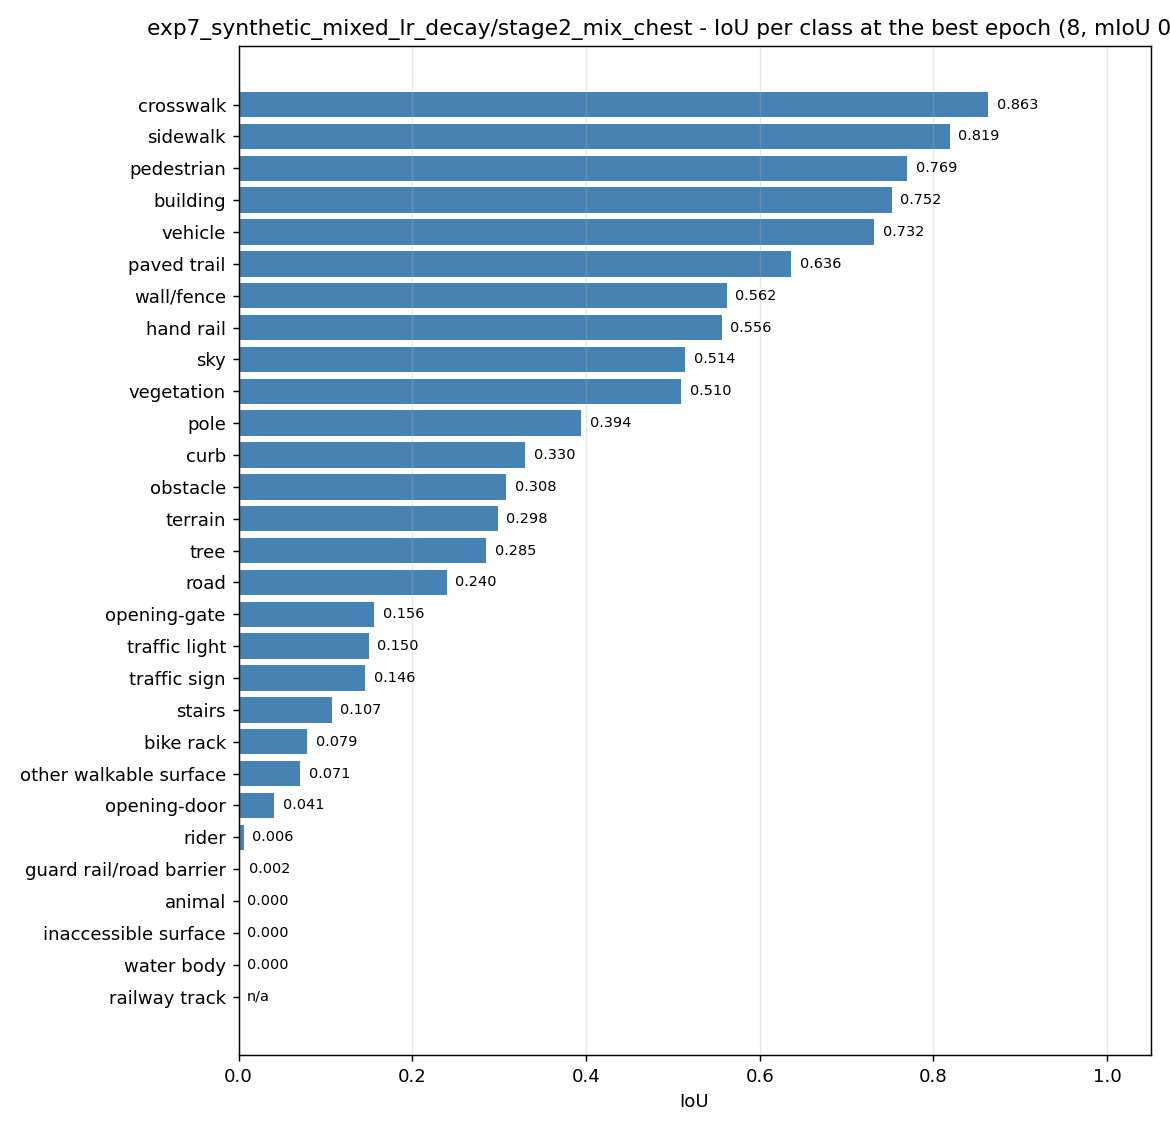 exp7_synthetic_mixed_lr_decay/stage2_mix_chest - IoU per class at the best epoch (8, mIoU 0
crosswalk 0.863
sidewalk 0.819
pedestrian 0.769
building 0.752
vehicle 0.732
paved trail 0.636
wall/fence 0.562
hand rail 0.556
sky 0.514
vegetation 0.510
pole 0.394
curb 0.330
obstacle 0.308
terrain 0.298
tree 0.285
road 0.240
opening-gate 0.156
traffic light 0.150
traffic sign 0.146
stairs 0.107
bike rack 0.079
other walkable surface 0.071
opening-door 0.041
rider 0.006
guard rail/road barrier 0.002
animal 0.000
inaccessible surface 0.000
water body 0.000
railway track n/a
0.0 0.2 0.4 0.6 0.8 1.0
IoU